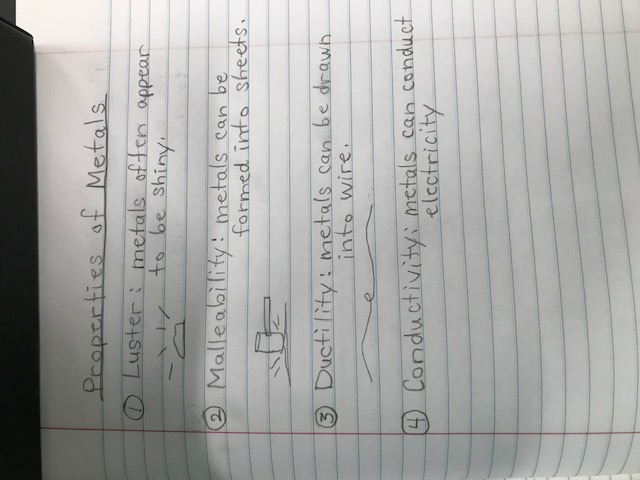 Properties of Metals
① Luster: metals often appear
to be shiny.
② Malleability: metals can be
formed into sheets.
③ Ductility: metals can be drawn
into wire.
④ Conductivity: metals can conduct
electricity